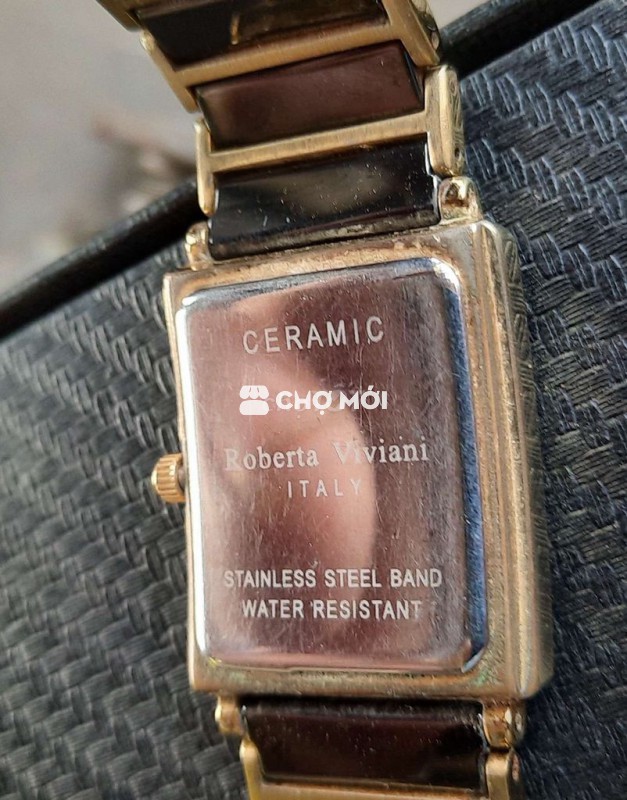 CERAMIC
CHỢ MỚI
Roberta Viviani
ITALY
STAINLESS STEEL BAND
WATER RESISTANT